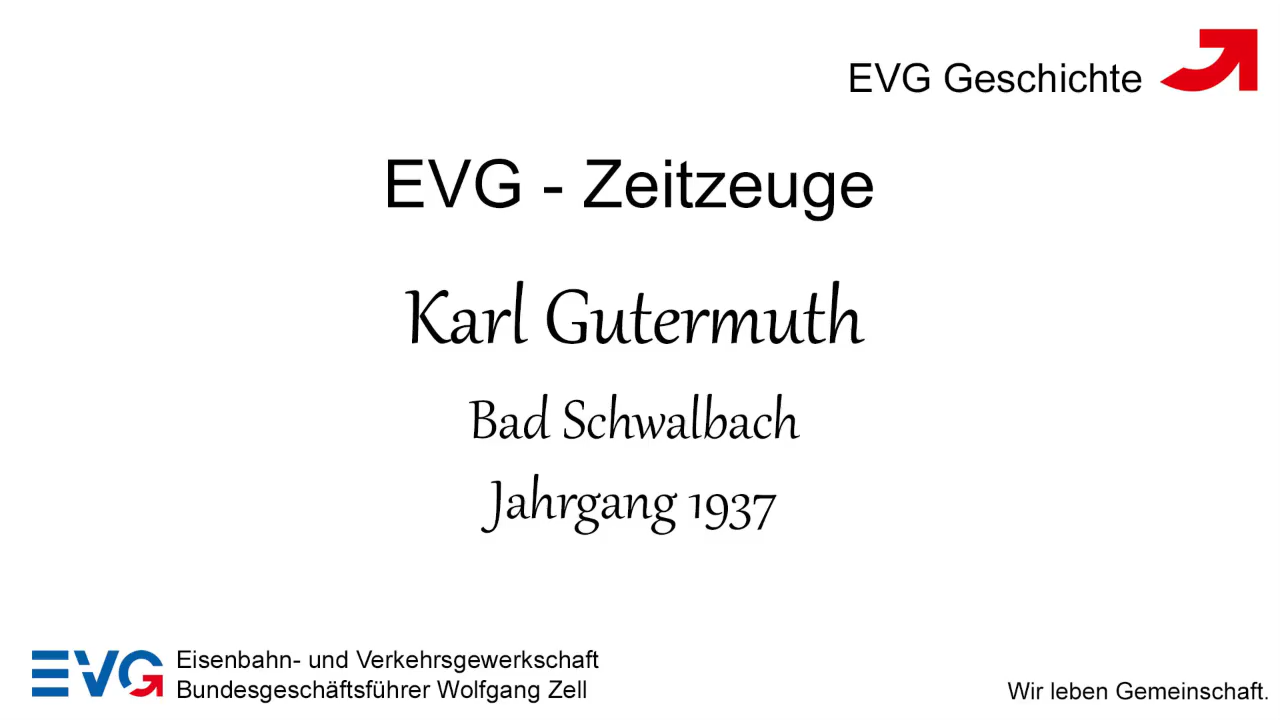 EVG Geschichte
EVG - Zeitzeuge
Karl Gutermuth
Bad Schwalbach
Jahrgang 1937
EVG
Eisenbahn- und Verkehrsgewerkschaft
Bundesgeschäftsführer Wolfgang Zell
Wir leben Gemeinschaft.